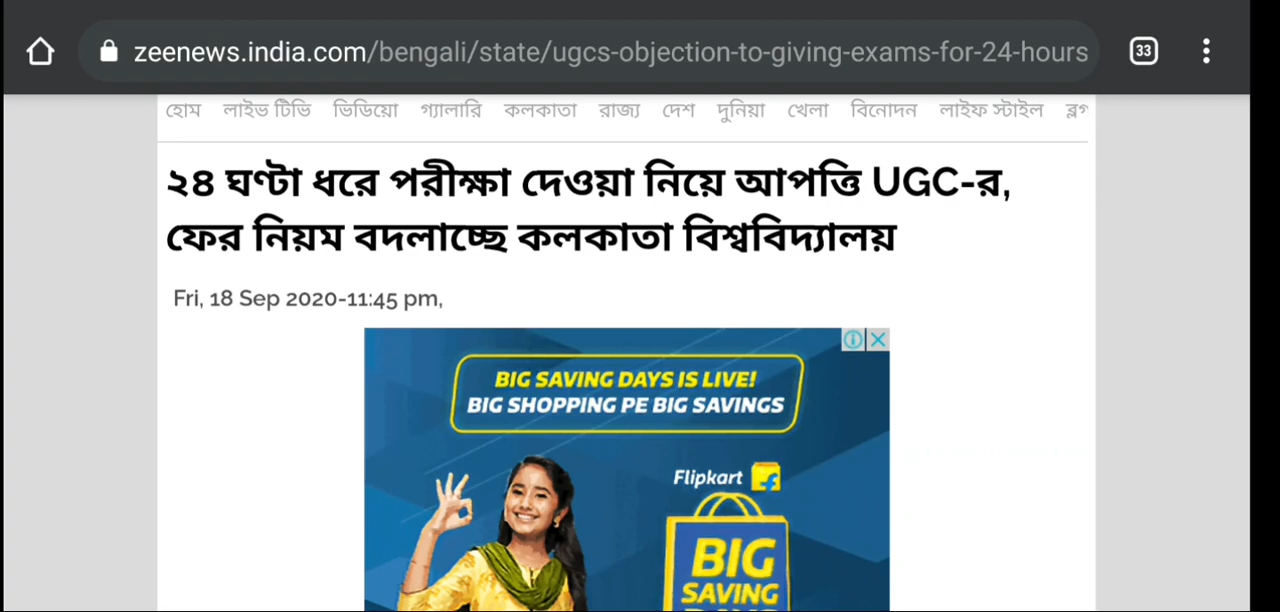 zeenews.india.com/bengali/state/ugcs-objection-to-giving-exams-for-24-hours
33
হোম লাইভ টিভি ভিডিয়ো গ্যালারি কলকাতা রাজ্য দেশ দুনিয়া খেলা বিনোদন লাইফ স্টাইল ব্লগ
২৪ ঘণ্টা ধরে পরীক্ষা দেওয়া নিয়ে আপত্তি UGC-র,
ফের নিয়ম বদলাচ্ছে কলকাতা বিশ্ববিদ্যালয়
Fri, 18 Sep 2020-11:45 pm,
BIG SAVING DAYS IS LIVE!
BIG SHOPPING PE BIG SAVINGS
Flipkart
BIG
SAVING
DAYS